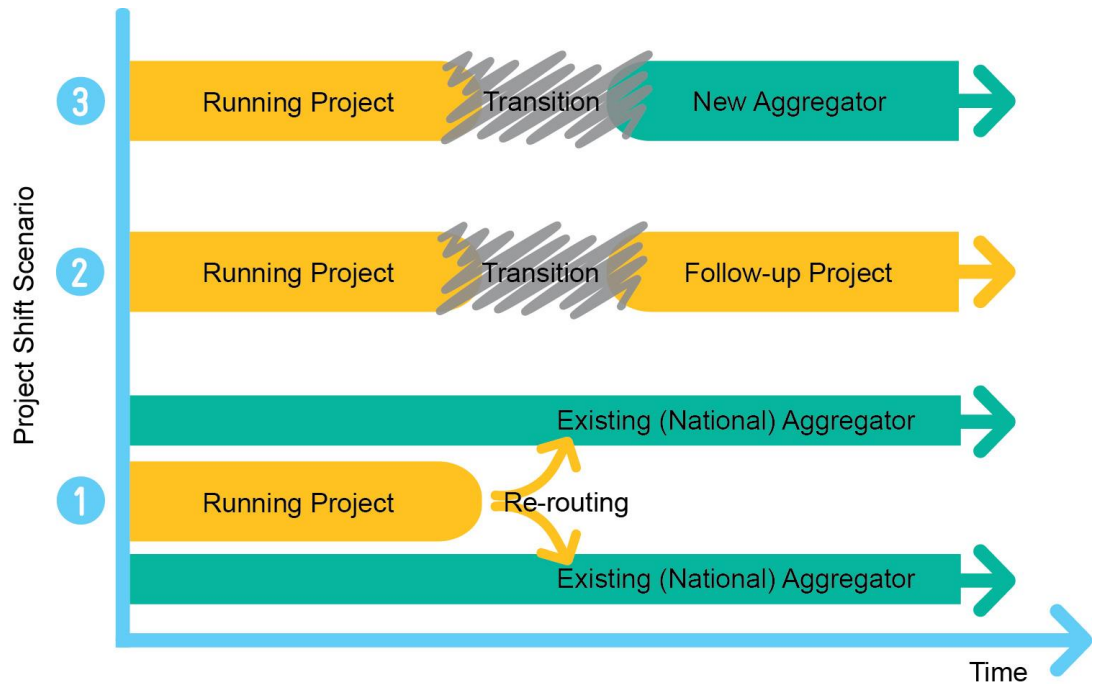 3
Running Project
Transition
New Aggregator
Project Shift Scenario
2
Running Project
Transition
Follow-up Project
Existing (National) Aggregator
1
Running Project
Re-routing
Existing (National) Aggregator
Time